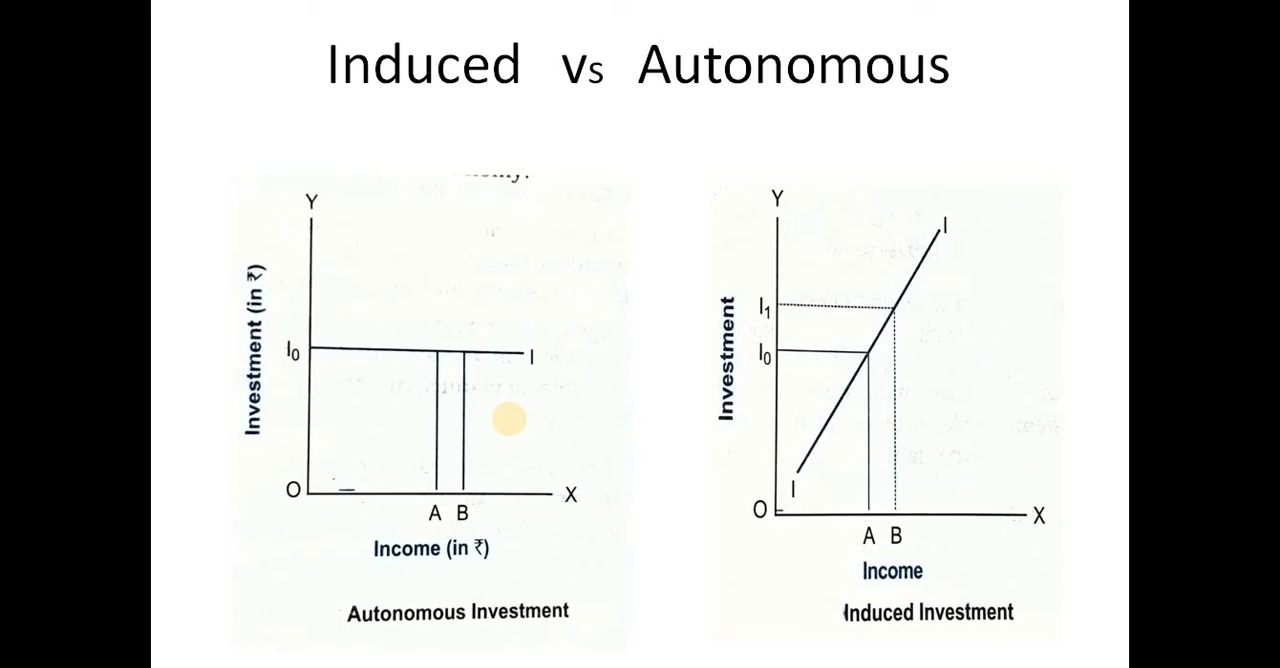 Induced vs Autonomous
Y
Investment (in ₹)
I0
I
O
X
A B
Income (in ₹)
Autonomous Investment
Y
I
Investment
I1
I0
I
O
X
A B
Income
Induced Investment